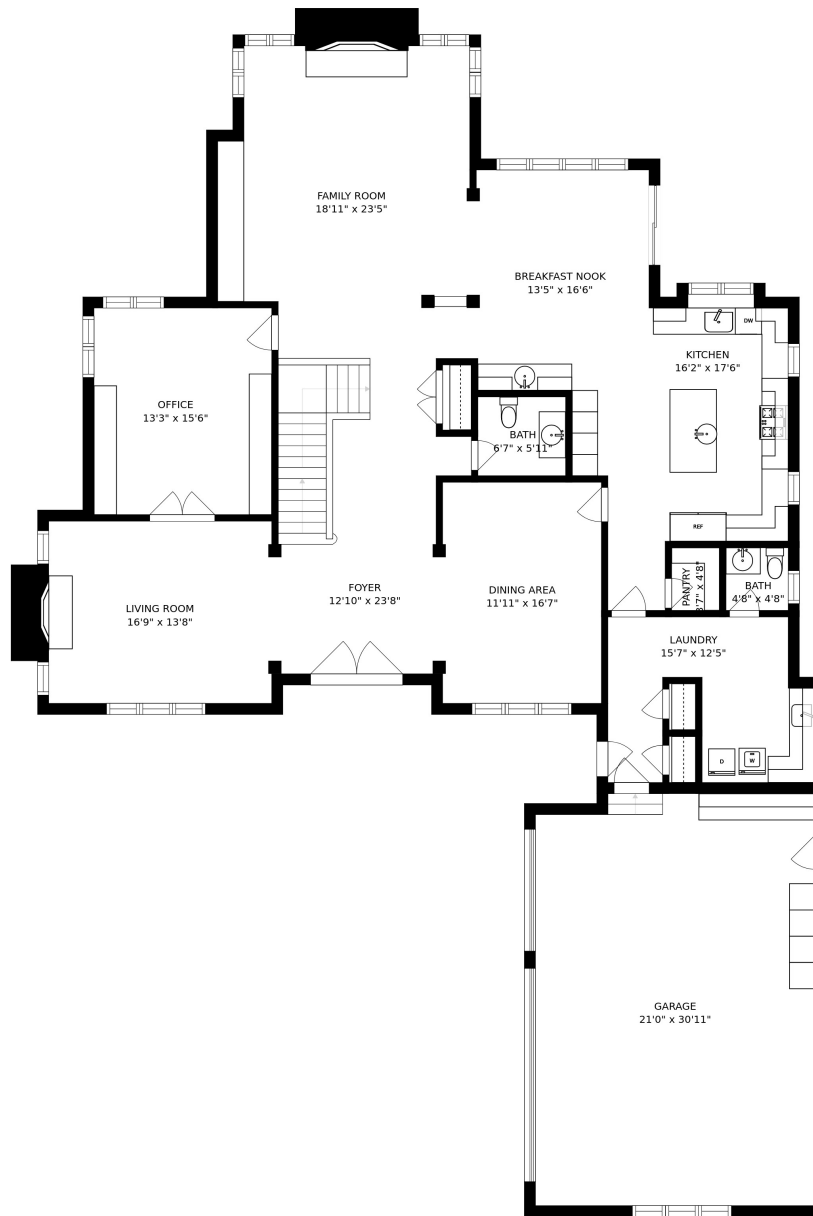 FAMILY ROOM
18'11" x 23'5"
BREAKFAST NOOK
13'5" x 16'6"
DW
KITCHEN
16'2" x 17'6"
OFFICE
13'3" x 15'6"
BATH
6'7" x 5'11"
REF
FOYER
12'10" x 23'8"
DINING AREA
11'11" x 16'7"
PANTRY
x 4'8"
BATH
4'8" x 4'8"
LIVING ROOM
16'9" x 13'8"
LAUNDRY
15'7" x 12'5"
D
W
GARAGE
21'0" x 30'11"